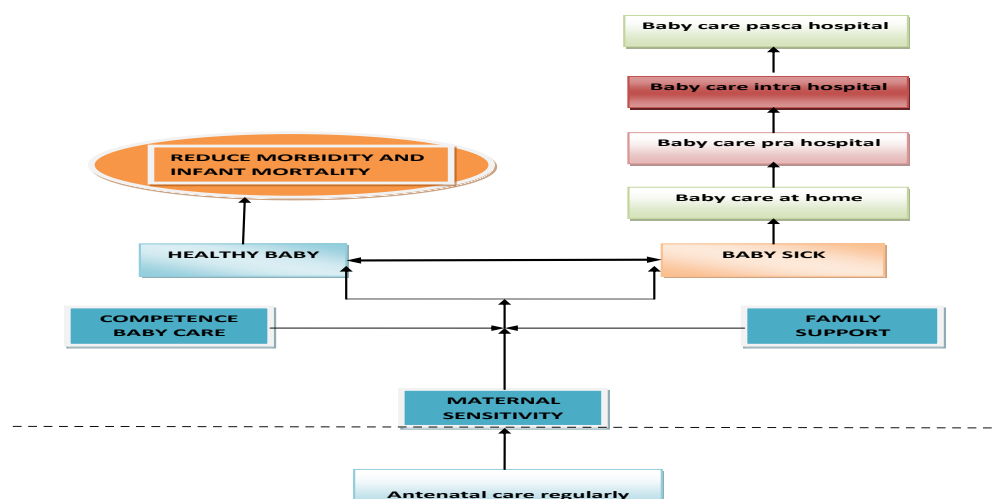 Baby care pasca hospital
Baby care intra hospital
Baby care pra hospital
Baby care at home
REDUCE MORBIDITY AND
INFANT MORTALITY
HEALTHY BABY
BABY SICK
COMPETENCE
BABY CARE
FAMILY
SUPPORT
MATERNAL
SENSITIVITY
Antenatal care regularly